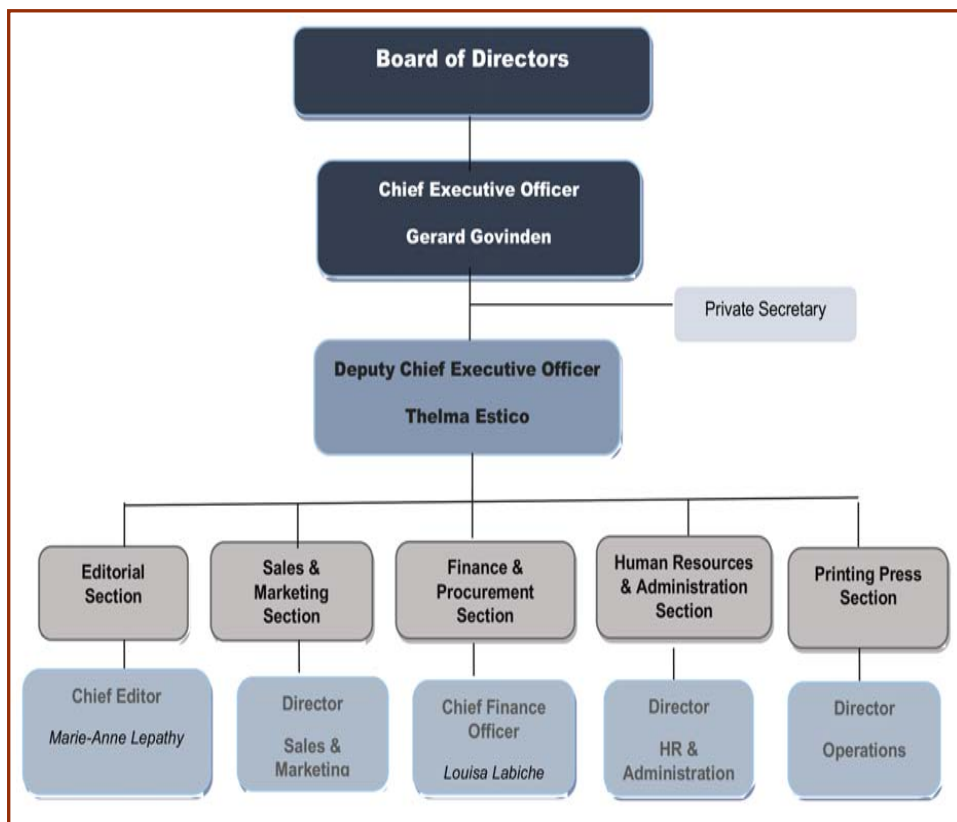 Board of Directors
Chief Executive Officer
Gerard Govinden
Private Secretary
Deputy Chief Executive Officer
Thelma Estico
Editorial
Section
Sales &
Marketing
Section
Finance &
Procurement
Section
Human Resources
& Administration
Section
Printing Press
Section
Chief Editor
Marie-Anne Lepathy
Director
Sales &
Marketing
Chief Finance
Officer
Louisa Labiche
Director
HR &
Administration
Director
Operations